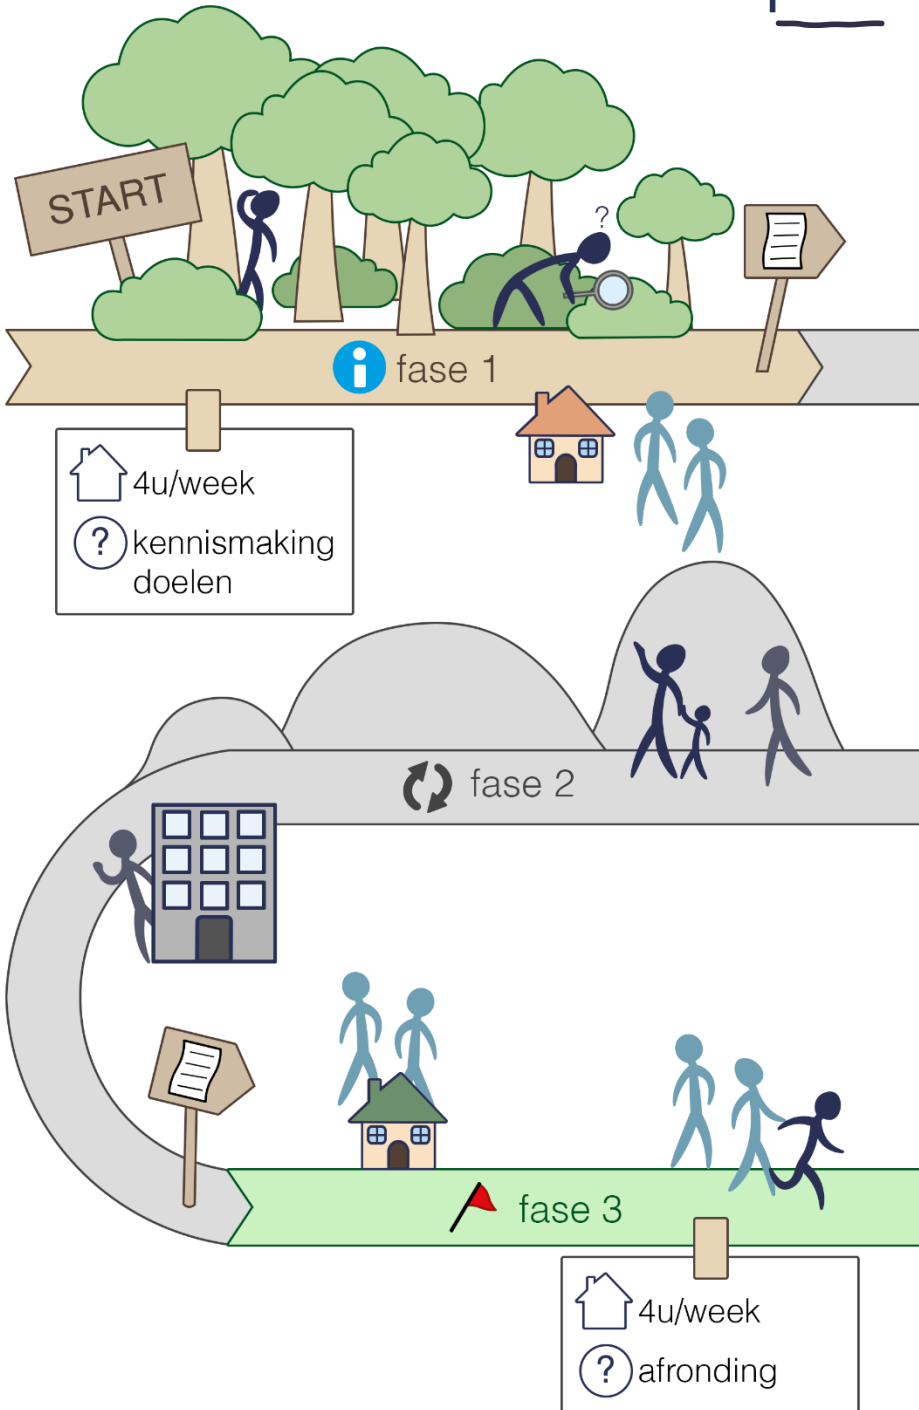 START
?
fase 1
4u/week
? kennismaking
doelen
fase 2
fase 3
4u/week
? afronding